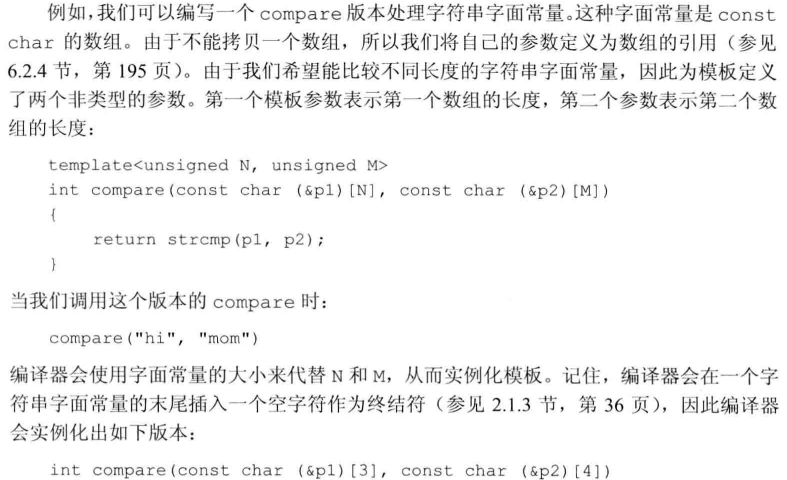 例如，我们可以编写一个 compare 版本处理字符串字面常量。这种字面常量是 const
char 的数组。由于不能拷贝一个数组，所以我们将自己的参数定义为数组的引用（参见
6.2.4 节，第 195 页）。由于我们希望能比较不同长度的字符串字面常量，因此为模板定义
了两个非类型的参数。第一个模板参数表示第一个数组的长度，第二个参数表示第二个数
组的长度：
template<unsigned N, unsigned M>
int compare(const char (&p1)[N], const char (&p2)[M])
{
return strcmp(p1, p2);
}
当我们调用这个版本的 compare 时：
compare("hi", "mom")
编译器会使用字面常量的大小来代替 N 和 M，从而实例化模板。记住，编译器会在一个字
符串字面常量的末尾插入一个空字符作为终结符（参见 2.1.3 节，第 36 页），因此编译器
会实例化出如下版本：
int compare(const char (&p1)[3], const char (&p2)[4])